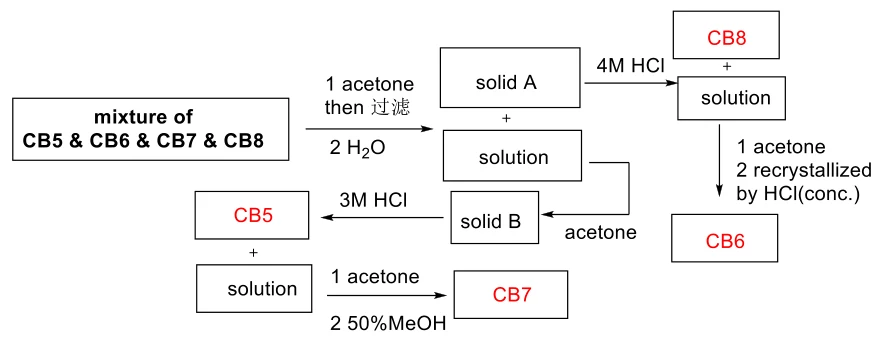 mixture of
CB5 & CB6 & CB7 & CB8
1 acetone
then 过滤
2 H₂O
solid A
+
solution
4M HCl
CB8
+
solution
1 acetone
2 recrystallized
by HCl(conc.)
CB6
acetone
solid B
3M HCl
CB5
+
solution
1 acetone
2 50%MeOH
CB7